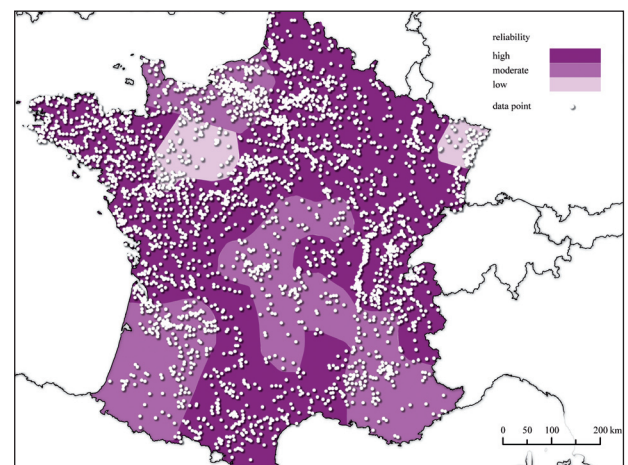 reliability
high
moderate
low
data point
0 50 100 200 km